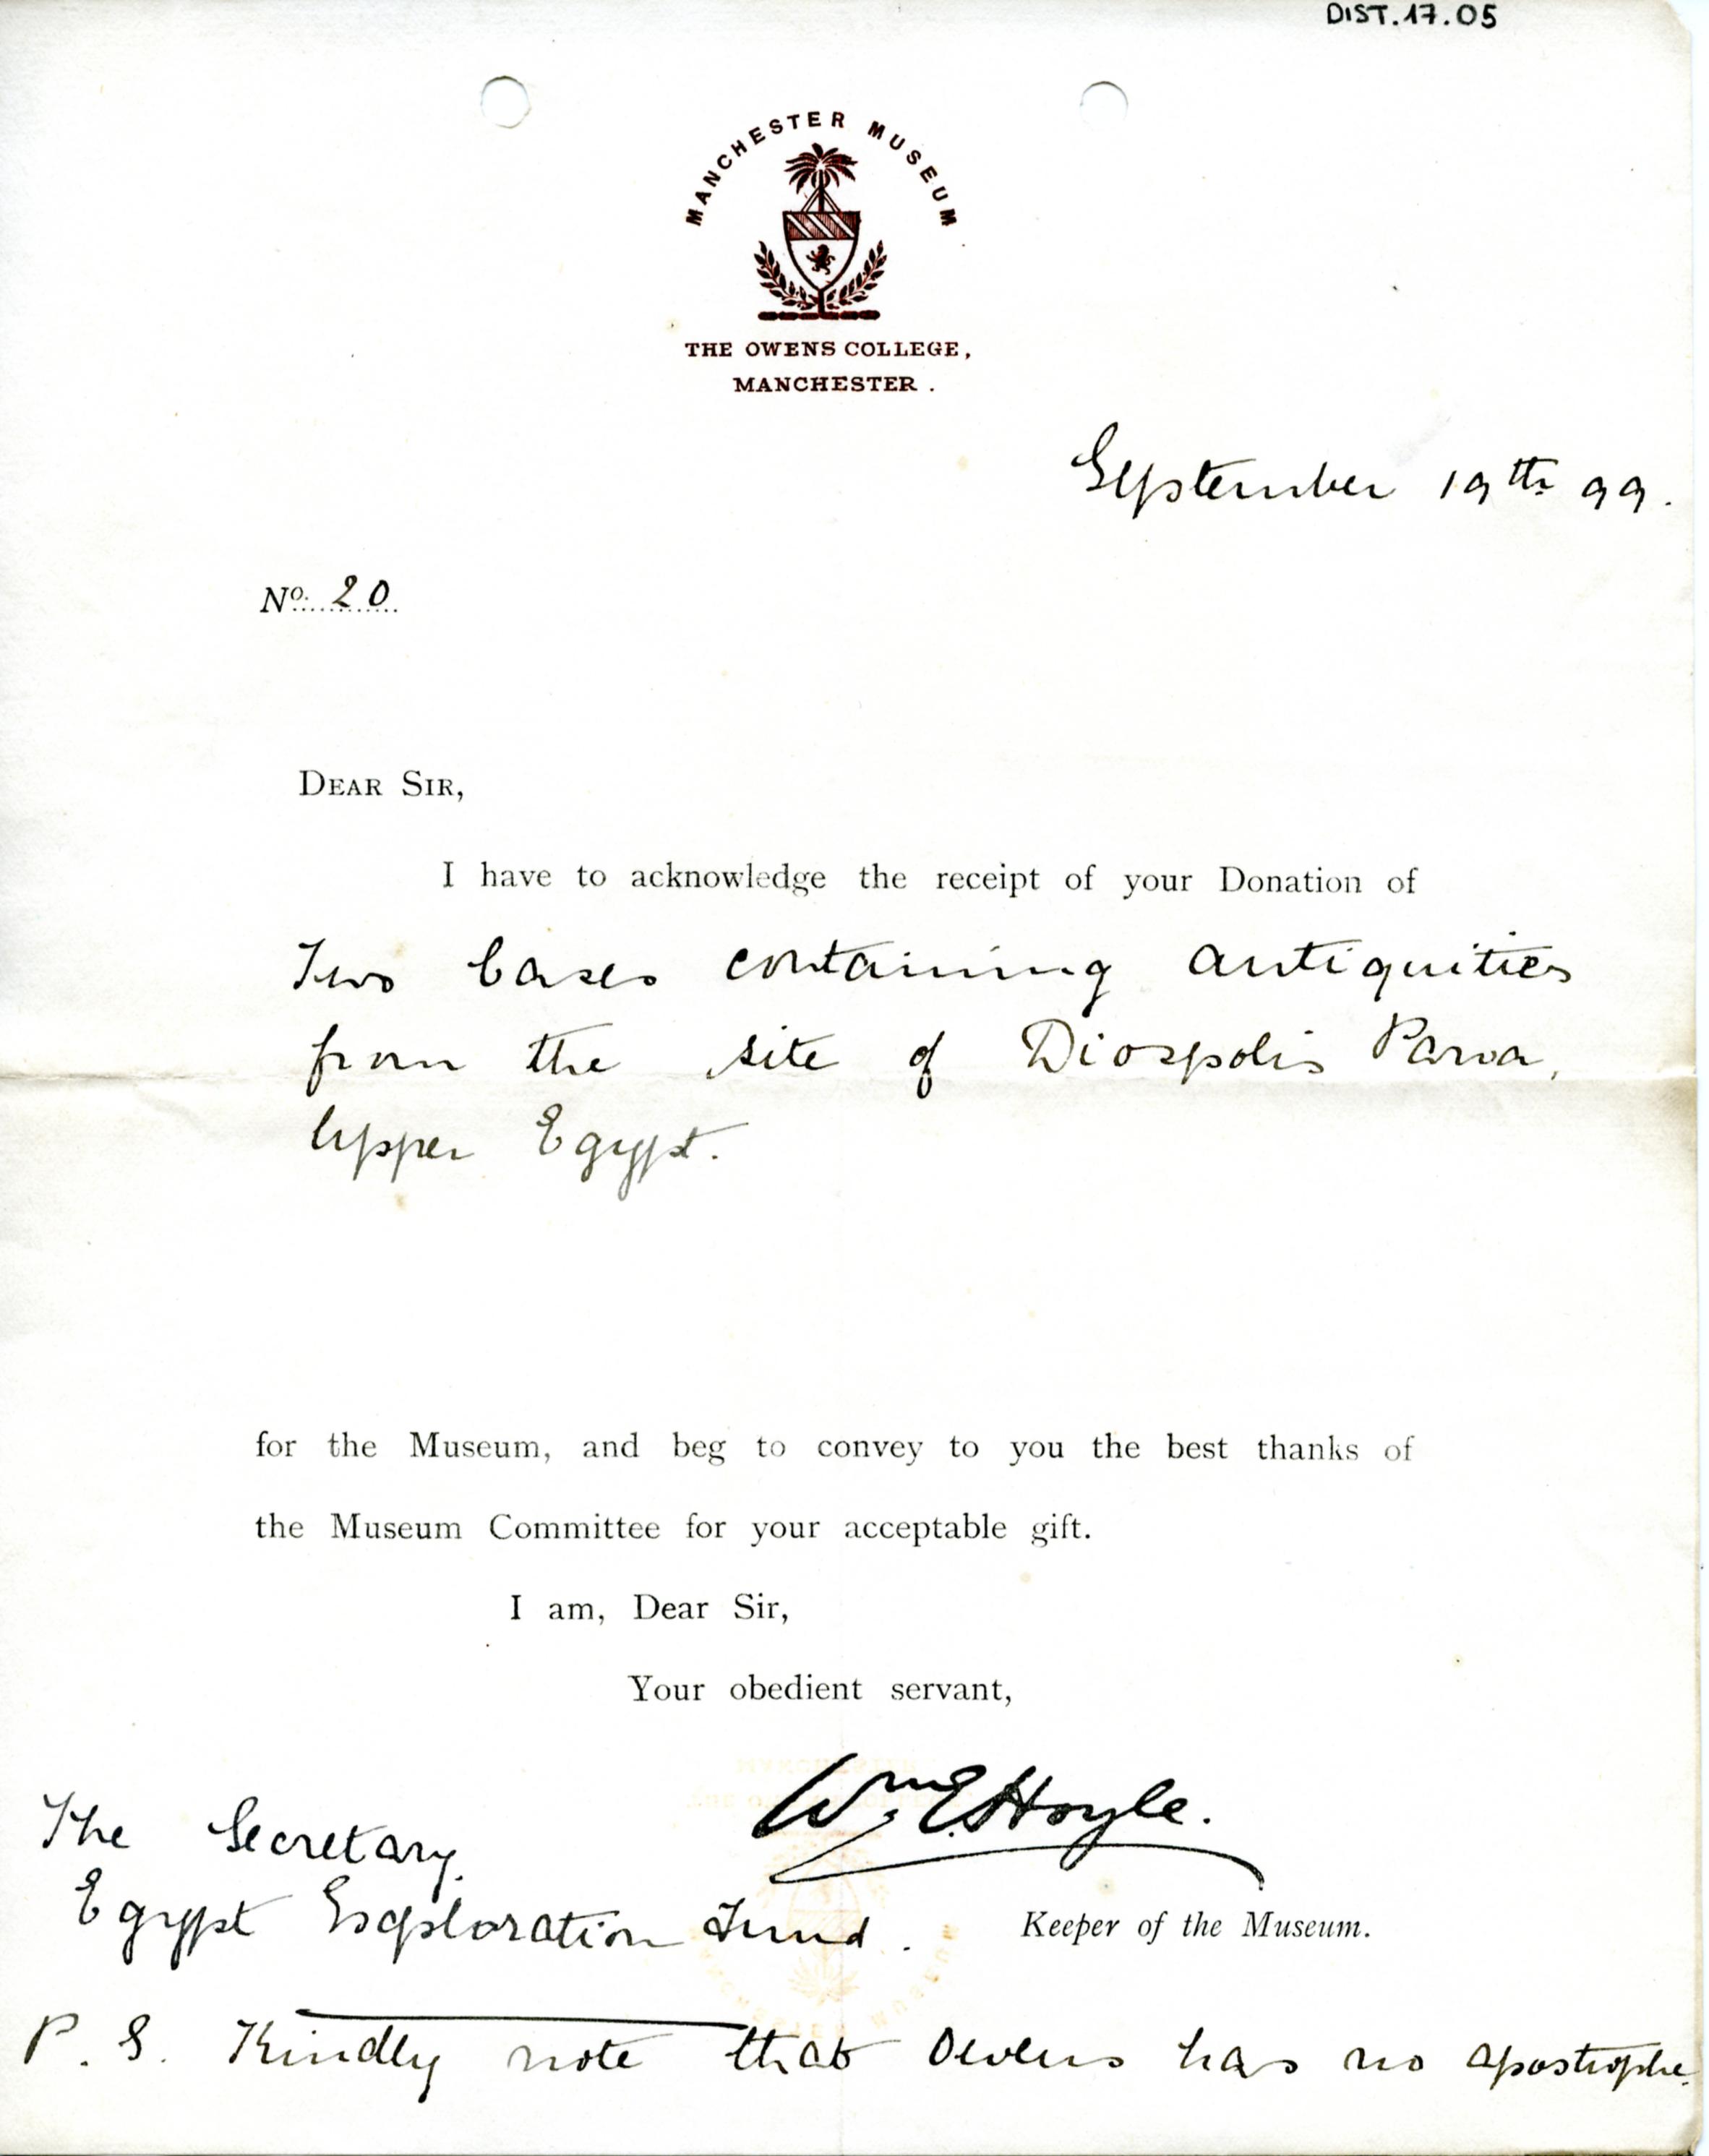 DIST.17.05
MANCHESTER MUSEUM
THE OWENS COLLEGE,
MANCHESTER.
September 19th 99.
No. 20
DEAR SIR,
I have to acknowledge the receipt of your Donation of
Two Cases containing antiquities
from the site of Diospolis Parva,
Upper Egypt.
for the Museum, and beg to convey to you the best thanks of
the Museum Committee for your acceptable gift.
I am, Dear Sir,
Your obedient servant,
Wm. E. Hoyle.
The Secretary.
Egypt Exploration Fund.
Keeper of the Museum.
P. S. Kindly note that Owens has no apostrophe.